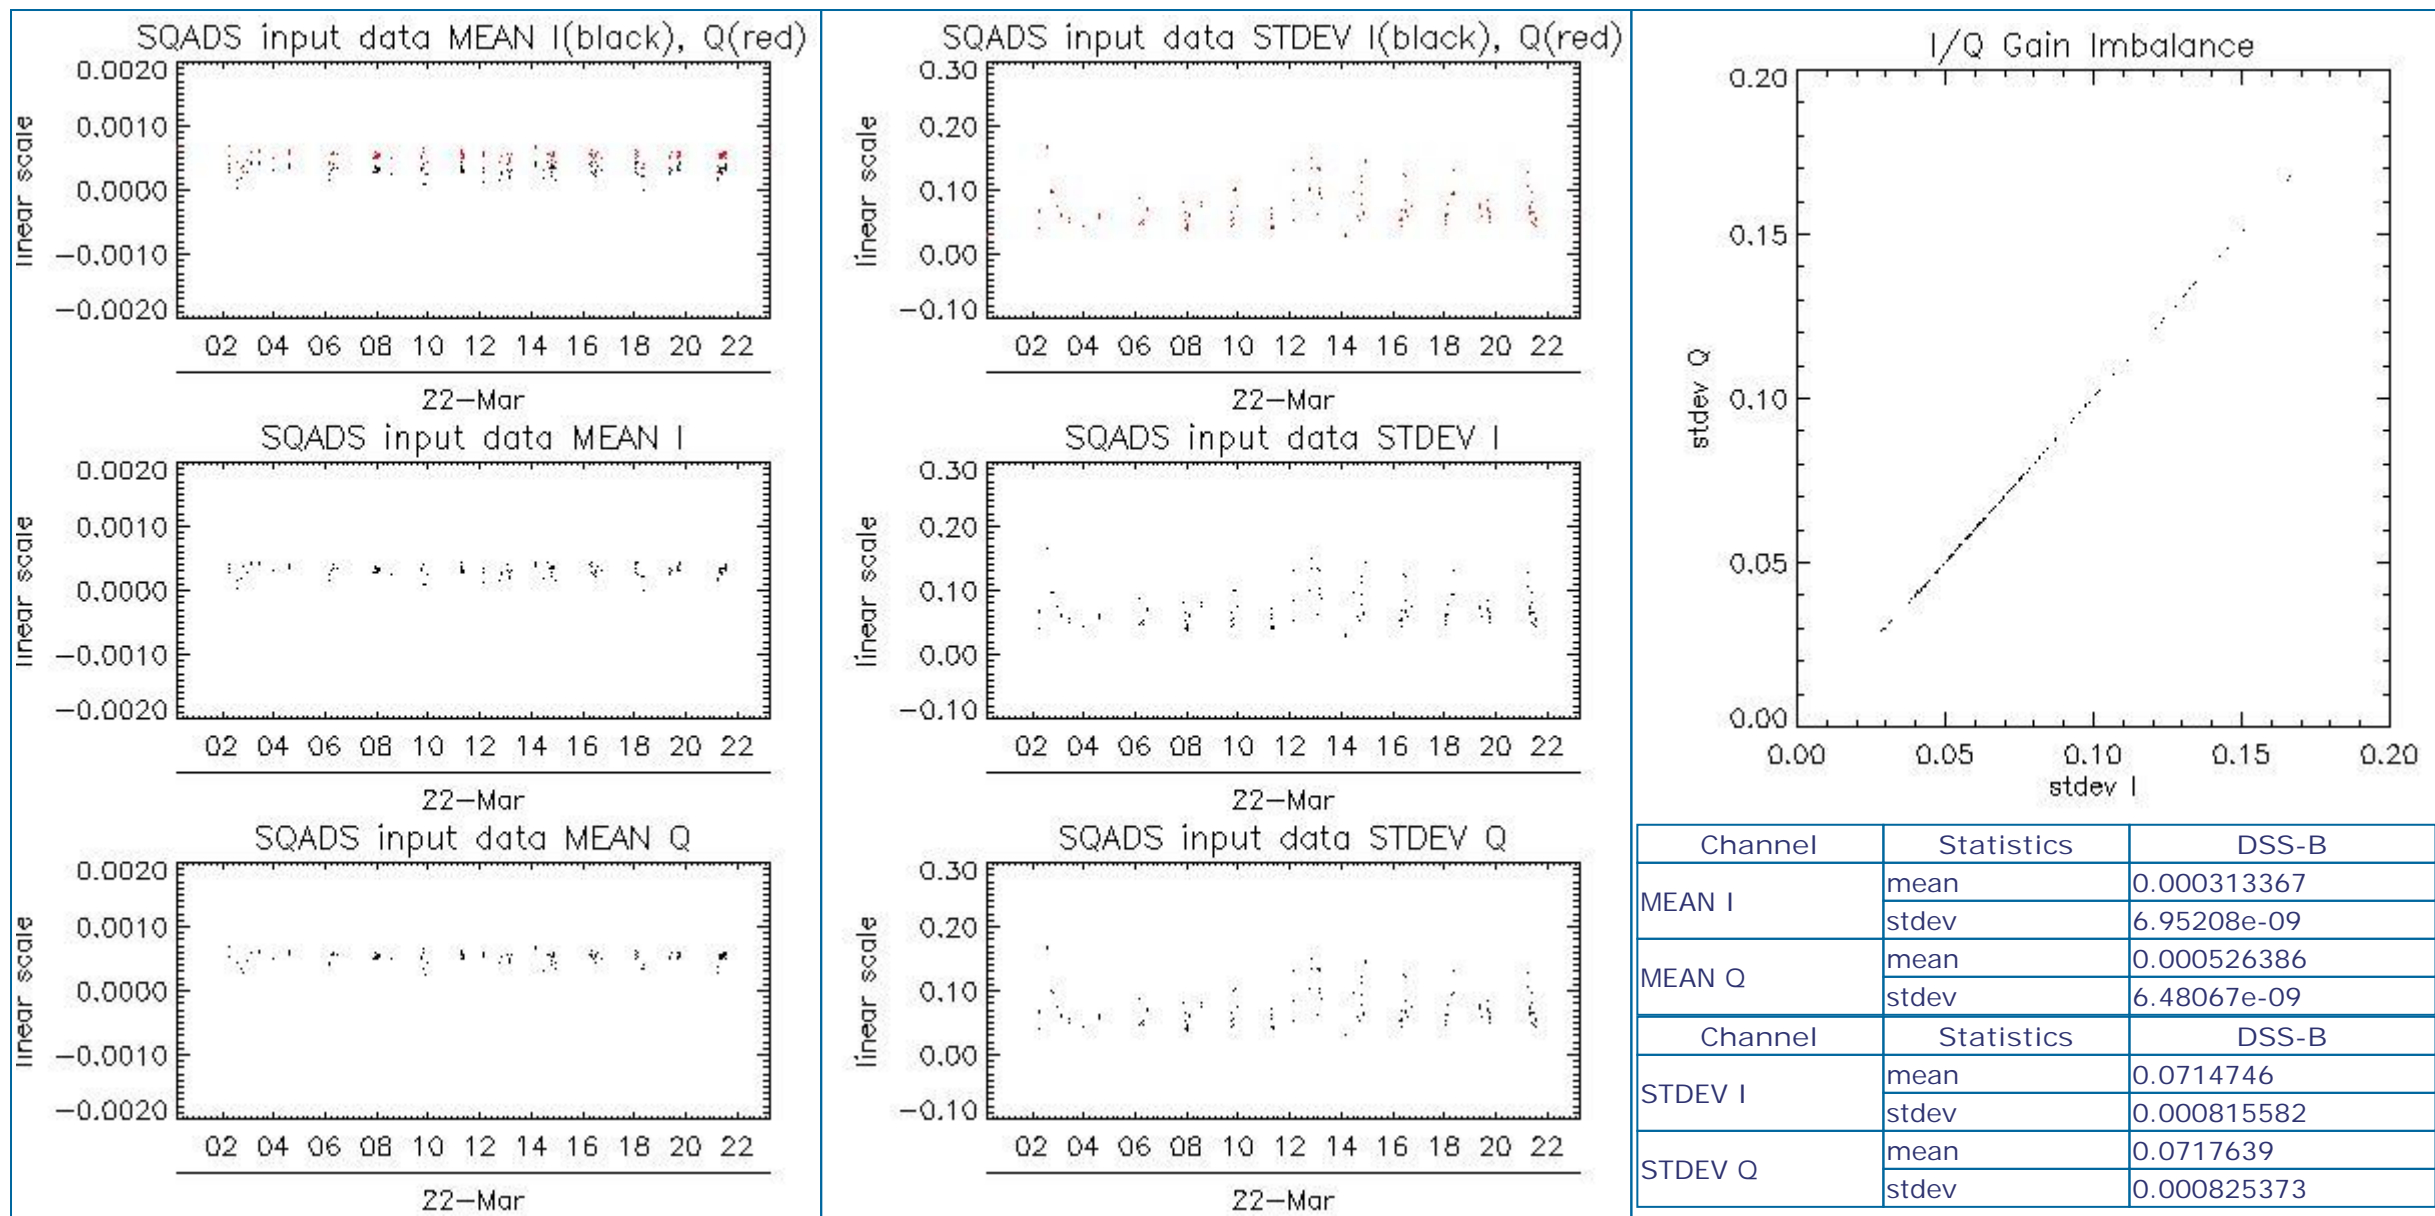 SQADS input data MEAN I(black), Q(red)
0.0020
0.0010
0.0000
−0.0010
−0.0020
linear scale
02 04 06 08 10 12 14 16 18 20 22
22−Mar
SQADS input data MEAN I
0.0020
0.0010
0.0000
−0.0010
−0.0020
linear scale
02 04 06 08 10 12 14 16 18 20 22
22−Mar
SQADS input data MEAN Q
0.0020
0.0010
0.0000
−0.0010
−0.0020
linear scale
02 04 06 08 10 12 14 16 18 20 22
22−Mar
SQADS input data STDEV I(black), Q(red)
0.30
0.20
0.10
0.00
−0.10
linear scale
02 04 06 08 10 12 14 16 18 20 22
22−Mar
SQADS input data STDEV I
0.30
0.20
0.10
0.00
−0.10
linear scale
02 04 06 08 10 12 14 16 18 20 22
22−Mar
SQADS input data STDEV Q
0.30
0.20
0.10
0.00
−0.10
linear scale
02 04 06 08 10 12 14 16 18 20 22
22−Mar
I/Q Gain Imbalance
0.20
0.15
0.10
0.05
0.00
stdev Q
0.00 0.05 0.10 0.15 0.20
stdev I
Channel Statistics DSS-B
MEAN I mean 0.000313367
stdev 6.95208e-09
MEAN Q mean 0.000526386
stdev 6.48067e-09
Channel Statistics DSS-B
STDEV I mean 0.0714746
stdev 0.000815582
STDEV Q mean 0.0717639
stdev 0.000825373